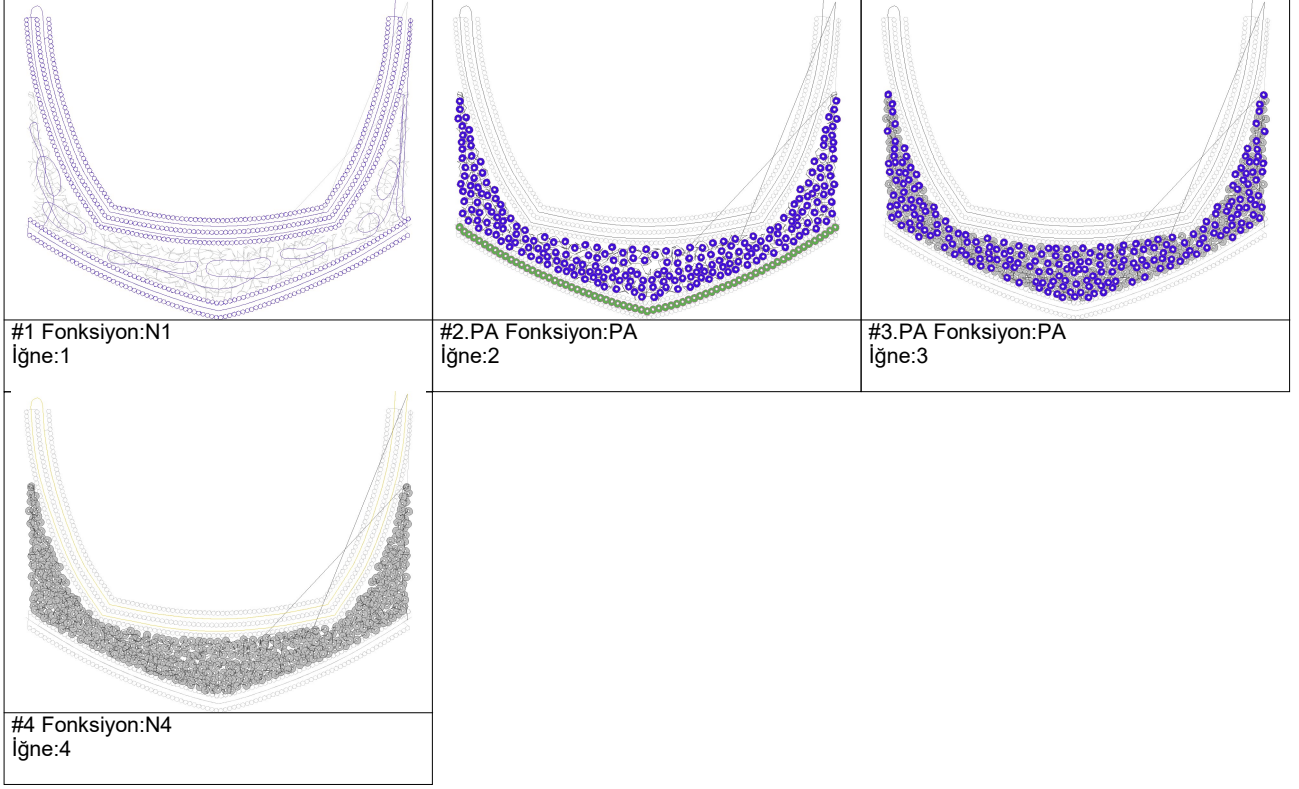 #1 Fonksiyon:N1
İğne:1
#2.PA Fonksiyon:PA
İğne:2
#3.PA Fonksiyon:PA
İğne:3
#4 Fonksiyon:N4
İğne:4